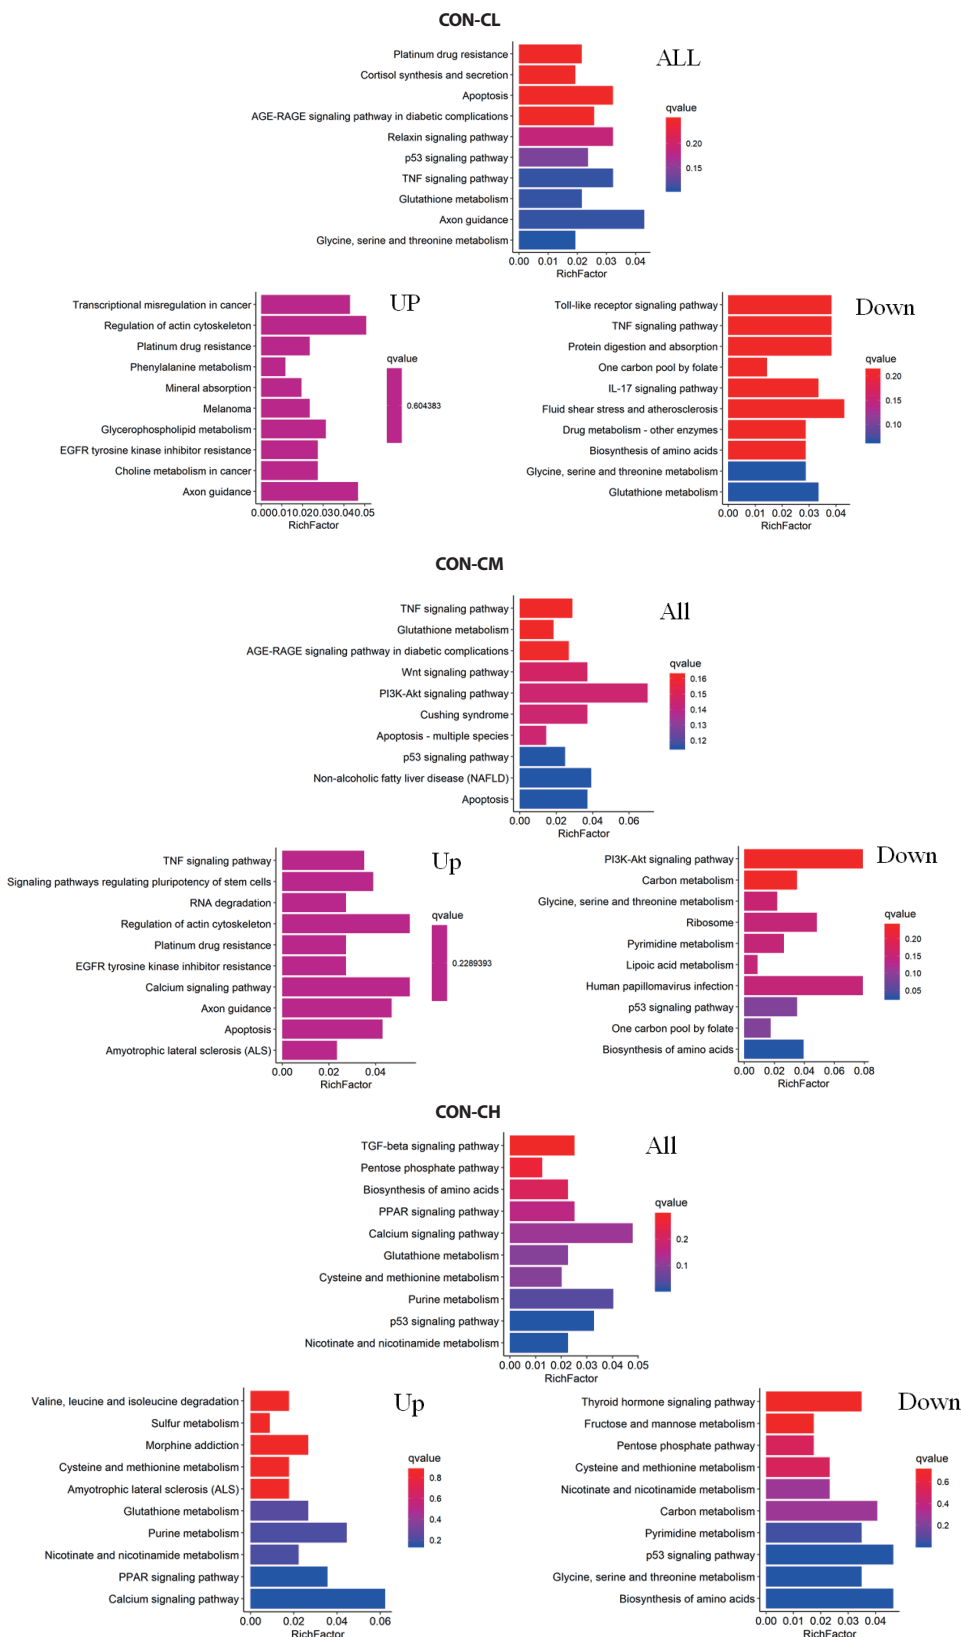 CON-CL
ALL
Platinum drug resistance
Cortisol synthesis and secretion
Apoptosis
AGE-RAGE signaling pathway in diabetic complications
Relaxin signaling pathway
p53 signaling pathway
TNF signaling pathway
Glutathione metabolism
Axon guidance
Glycine, serine and threonine metabolism
0.00 0.01 0.02 0.03 0.04
RichFactor
qvalue
0.20
0.15
UP
Transcriptional misregulation in cancer
Regulation of actin cytoskeleton
Platinum drug resistance
Phenylalanine metabolism
Mineral absorption
Melanoma
Glycerophospholipid metabolism
EGFR tyrosine kinase inhibitor resistance
Choline metabolism in cancer
Axon guidance
0.000.010.020.030.040.05
RichFactor
qvalue
0.604383
Down
Toll-like receptor signaling pathway
TNF signaling pathway
Protein digestion and absorption
One carbon pool by folate
IL-17 signaling pathway
Fluid shear stress and atherosclerosis
Drug metabolism - other enzymes
Biosynthesis of amino acids
Glycine, serine and threonine metabolism
Glutathione metabolism
0.00 0.01 0.02 0.03 0.04
RichFactor
qvalue
0.20
0.15
0.10
CON-CM
All
TNF signaling pathway
Glutathione metabolism
AGE-RAGE signaling pathway in diabetic complications
Wnt signaling pathway
PI3K-Akt signaling pathway
Cushing syndrome
Apoptosis - multiple species
p53 signaling pathway
Non-alcoholic fatty liver disease (NAFLD)
Apoptosis
0.00 0.02 0.04 0.06
RichFactor
qvalue
0.16
0.15
0.14
0.13
0.12
Up
TNF signaling pathway
Signaling pathways regulating pluripotency of stem cells
RNA degradation
Regulation of actin cytoskeleton
Platinum drug resistance
EGFR tyrosine kinase inhibitor resistance
Calcium signaling pathway
Axon guidance
Apoptosis
Amyotrophic lateral sclerosis (ALS)
0.00 0.02 0.04
RichFactor
qvalue
0.2289393
Down
PI3K-Akt signaling pathway
Carbon metabolism
Glycine, serine and threonine metabolism
Ribosome
Pyrimidine metabolism
Lipoic acid metabolism
Human papillomavirus infection
p53 signaling pathway
One carbon pool by folate
Biosynthesis of amino acids
0.00 0.02 0.04 0.06 0.08
RichFactor
qvalue
0.20
0.15
0.10
0.05
CON-CH
All
TGF-beta signaling pathway
Pentose phosphate pathway
Biosynthesis of amino acids
PPAR signaling pathway
Calcium signaling pathway
Glutathione metabolism
Cysteine and methionine metabolism
Purine metabolism
p53 signaling pathway
Nicotinate and nicotinamide metabolism
0.00 0.01 0.02 0.03 0.04 0.05
RichFactor
qvalue
0.2
0.1
Up
Valine, leucine and isoleucine degradation
Sulfur metabolism
Morphine addiction
Cysteine and methionine metabolism
Amyotrophic lateral sclerosis (ALS)
Glutathione metabolism
Purine metabolism
Nicotinate and nicotinamide metabolism
PPAR signaling pathway
Calcium signaling pathway
0.00 0.02 0.04 0.06
RichFactor
qvalue
0.8
0.6
0.4
0.2
Down
Thyroid hormone signaling pathway
Fructose and mannose metabolism
Pentose phosphate pathway
Cysteine and methionine metabolism
Nicotinate and nicotinamide metabolism
Carbon metabolism
Pyrimidine metabolism
p53 signaling pathway
Glycine, serine and threonine metabolism
Biosynthesis of amino acids
0.00 0.01 0.02 0.03 0.04
RichFactor
qvalue
0.6
0.4
0.2